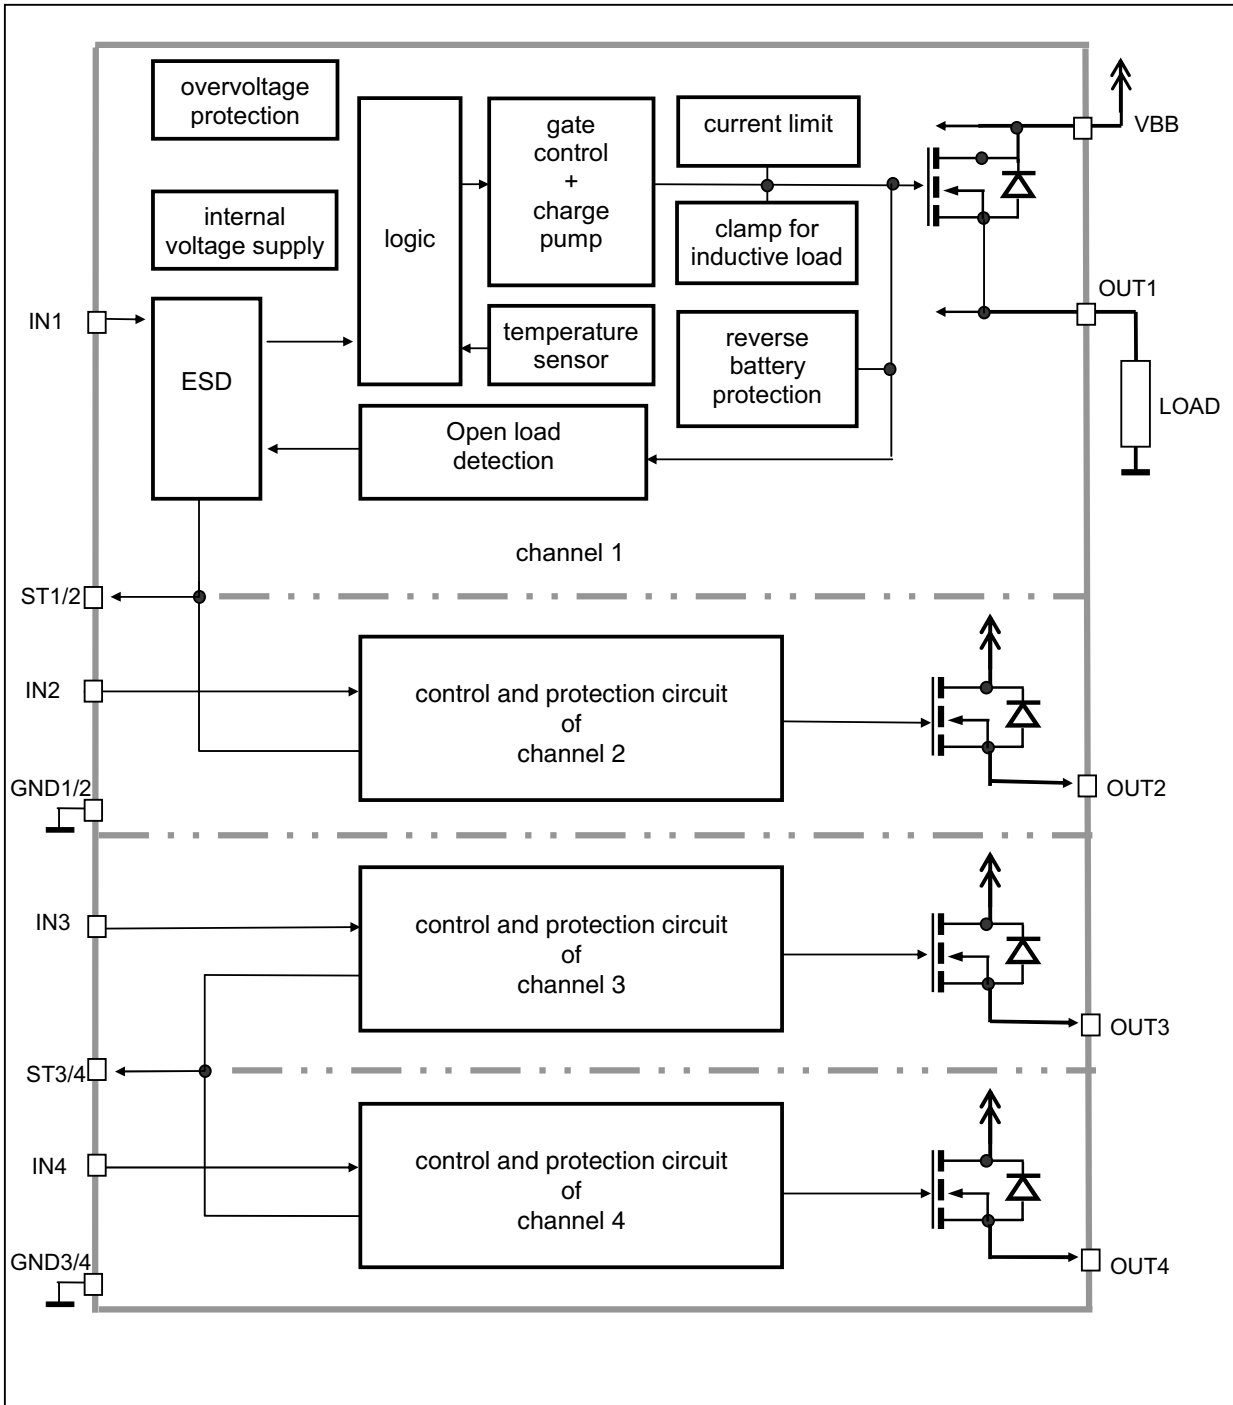 overvoltage
protection
internal
voltage supply
logic
gate
control
+
charge
pump
current limit
clamp for
inductive load
VBB
OUT1
IN1
ESD
temperature
sensor
reverse
battery
protection
LOAD
Open load
detection
channel 1
ST1/2
IN2
control and protection circuit
of
channel 2
GND1/2
OUT2
IN3
control and protection circuit
of
channel 3
OUT3
ST3/4
IN4
control and protection circuit
of
channel 4
GND3/4
OUT4